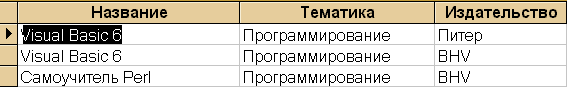 Название Тематика Издательство
Visual Basic 6 Программирование Питер
Visual Basic 6 Программирование BHV
Самоучитель Perl Программирование BHV